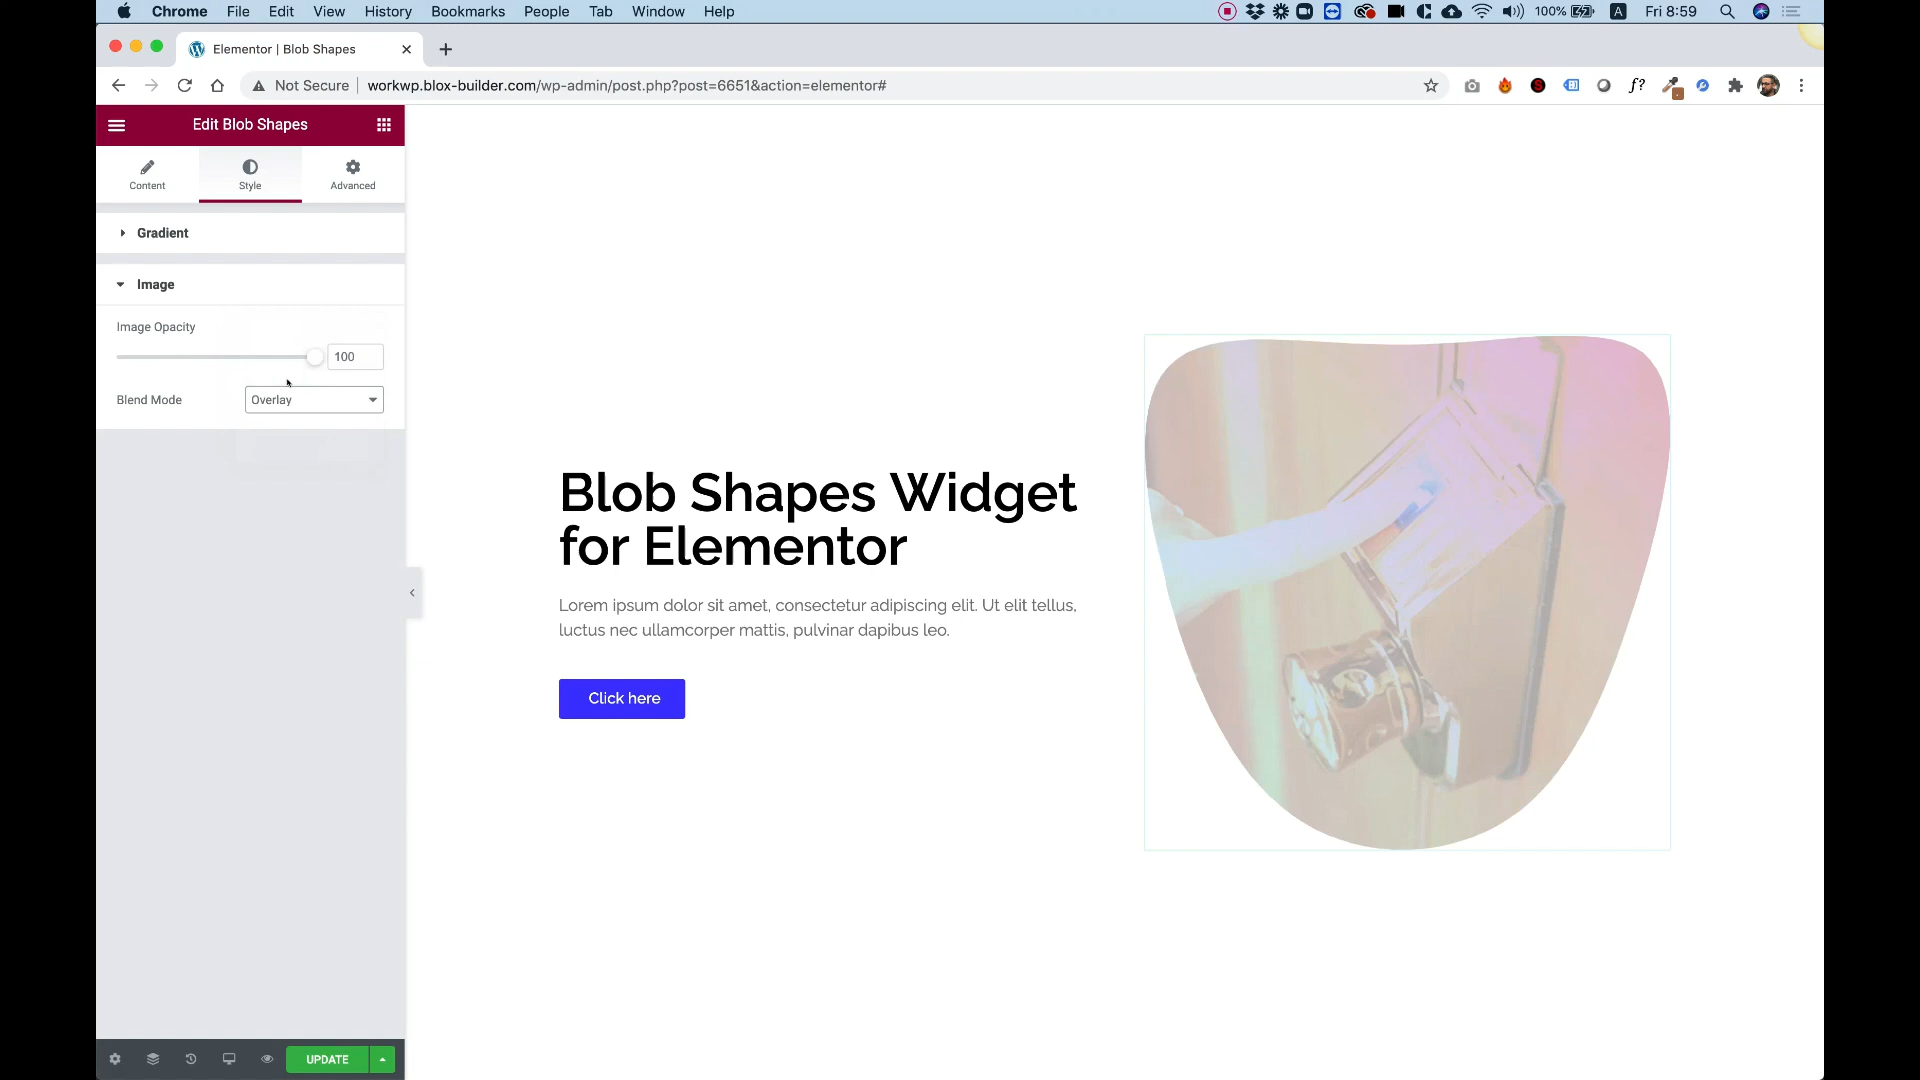 Chrome File Edit View History Bookmarks People Tab Window Help 100% A Fri 8:59
Elementor | Blob Shapes
Not Secure workwp.blox-builder.com/wp-admin/post.php?post=6651&action=elementor#
f?
Edit Blob Shapes
Content Style Advanced
Gradient
Image
Image Opacity
100
Blend Mode Overlay
Blob Shapes Widget
for Elementor
Lorem ipsum dolor sit amet, consectetur adipiscing elit. Ut elit tellus,
luctus nec ullamcorper mattis, pulvinar dapibus leo.
Click here
UPDATE